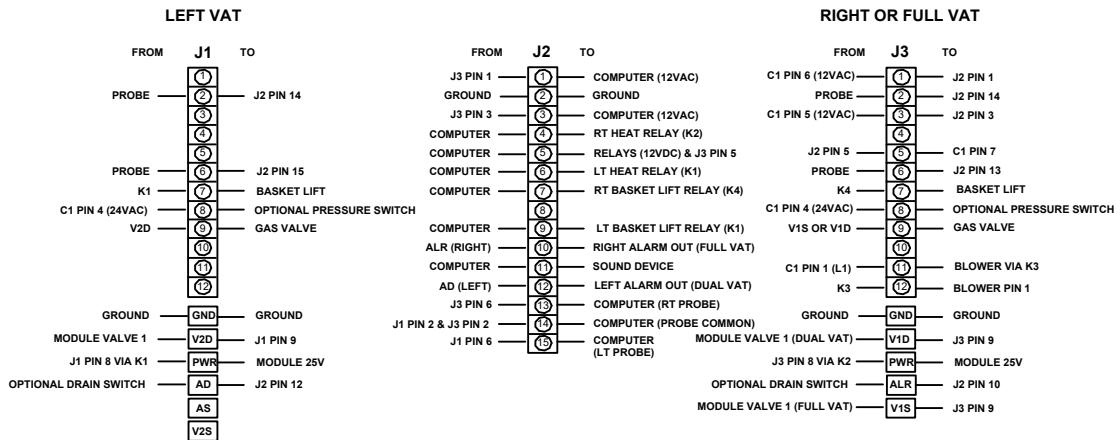 LEFT VAT
FROM J1 TO
1
PROBE 2 J2 PIN 14
3
4
5
PROBE 6 J2 PIN 15
K1 7 BASKET LIFT
C1 PIN 4 (24VAC) 8 OPTIONAL PRESSURE SWITCH
V2D 9 GAS VALVE
10
11
12
GROUND GND GROUND
MODULE VALVE 1 V2D J1 PIN 9
J1 PIN 8 VIA K1 PWR MODULE 25V
OPTIONAL DRAIN SWITCH AD J2 PIN 12
AS
V2S
FROM J2 TO
J3 PIN 1 1 COMPUTER (12VAC)
GROUND 2 GROUND
J3 PIN 3 3 COMPUTER (12VAC)
COMPUTER 4 RT HEAT RELAY (K2)
COMPUTER 5 RELAYS (12VDC) & J3 PIN 5
COMPUTER 6 LT HEAT RELAY (K1)
COMPUTER 7 RT BASKET LIFT RELAY (K4)
8
COMPUTER 9 LT BASKET LIFT RELAY (K1)
ALR (RIGHT) 10 RIGHT ALARM OUT (FULL VAT)
COMPUTER 11 SOUND DEVICE
AD (LEFT) 12 LEFT ALARM OUT (DUAL VAT)
J3 PIN 6 13 COMPUTER (RT PROBE)
J1 PIN 2 & J3 PIN 2 14 COMPUTER (PROBE COMMON)
J1 PIN 6 15 COMPUTER
(LT PROBE)
RIGHT OR FULL VAT
FROM J3 TO
C1 PIN 6 (12VAC) 1 J2 PIN 1
PROBE 2 J2 PIN 14
C1 PIN 5 (12VAC) 3 J2 PIN 3
4
J2 PIN 5 5 C1 PIN 7
PROBE 6 J2 PIN 13
K4 7 BASKET LIFT
C1 PIN 4 (24VAC) 8 OPTIONAL PRESSURE SWITCH
V1S OR V1D 9 GAS VALVE
10
C1 PIN 1 (L1) 11 BLOWER VIA K3
K3 12 BLOWER PIN 1
GROUND GND GROUND
MODULE VALVE 1 (DUAL VAT) V1D J3 PIN 9
J3 PIN 8 VIA K2 PWR MODULE 25V
OPTIONAL DRAIN SWITCH ALR J2 PIN 10
MODULE VALVE 1 (FULL VAT) V1S J3 PIN 9